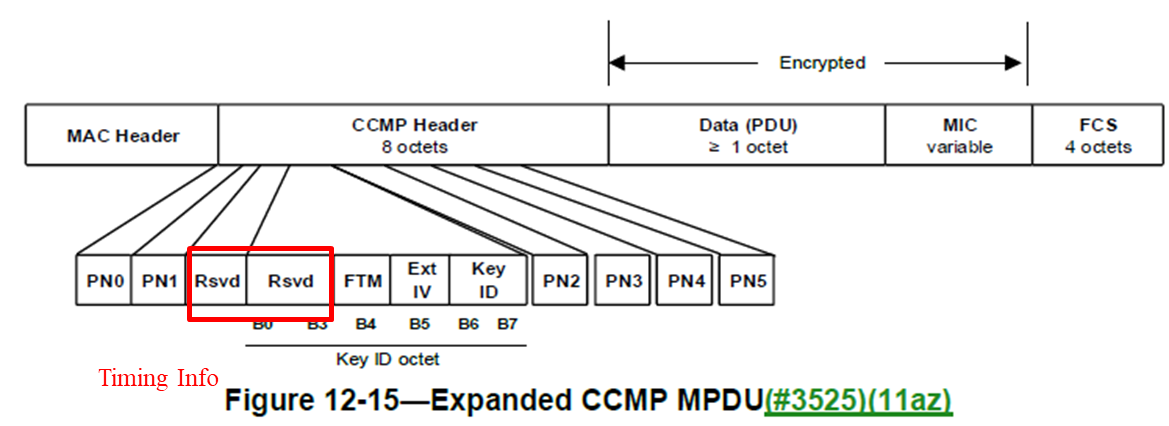 Encrypted
MAC Header
CCMP Header
8 octets
Data (PDU)
≥ 1 octet
MIC
variable
FCS
4 octets
PN0
PN1
Rsvd
Rsvd
FTM
Ext
IV
Key
ID
PN2
PN3
PN4
PN5
B0 B3 B4 B5 B6 B7
Key ID octet
Timing Info
Figure 12-15—Expanded CCMP MPDU(#3525)(11az)